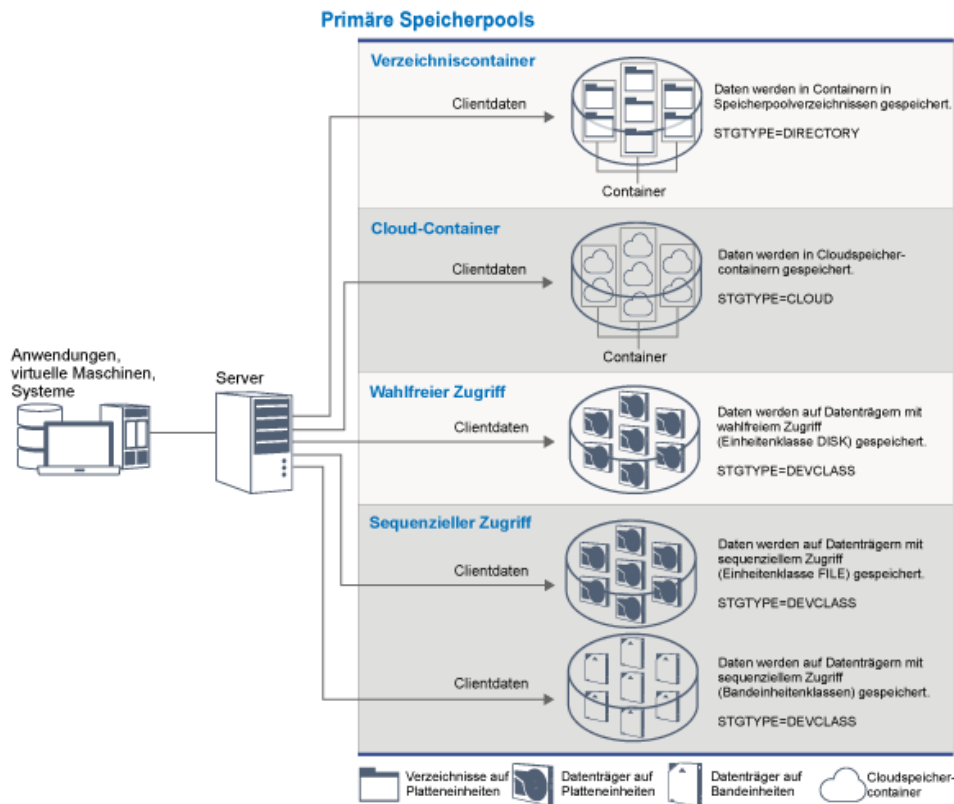 Primäre Speicherpools
Verzeichniscontainer
Clientdaten
Daten werden in Containern in
Speicherpoolverzeichnissen gespeichert.
STGTYPE=DIRECTORY
Container
Cloud-Container
Clientdaten
Daten werden in Cloudspeicher-
containern gespeichert.
STGTYPE=CLOUD
Container
Anwendungen,
virtuelle Maschinen,
Systeme
Server
Wahlfreier Zugriff
Clientdaten
Daten werden auf Datenträgern mit
wahlfreiem Zugriff
(Einheitenklasse DISK) gespeichert.
STGTYPE=DEVCLASS
Sequenzieller Zugriff
Clientdaten
Daten werden auf Datenträgern mit
sequenziellem Zugriff
(Einheitenklasse FILE) gespeichert.
STGTYPE=DEVCLASS
Clientdaten
Daten werden auf Datenträgern mit
sequenziellem Zugriff
(Bandeinheitenklassen) gespeichert.
STGTYPE=DEVCLASS
Verzeichnisse auf
Platteneinheiten
Datenträger auf
Platteneinheiten
Datenträger auf
Bandeinheiten
Cloudspeicher-
container